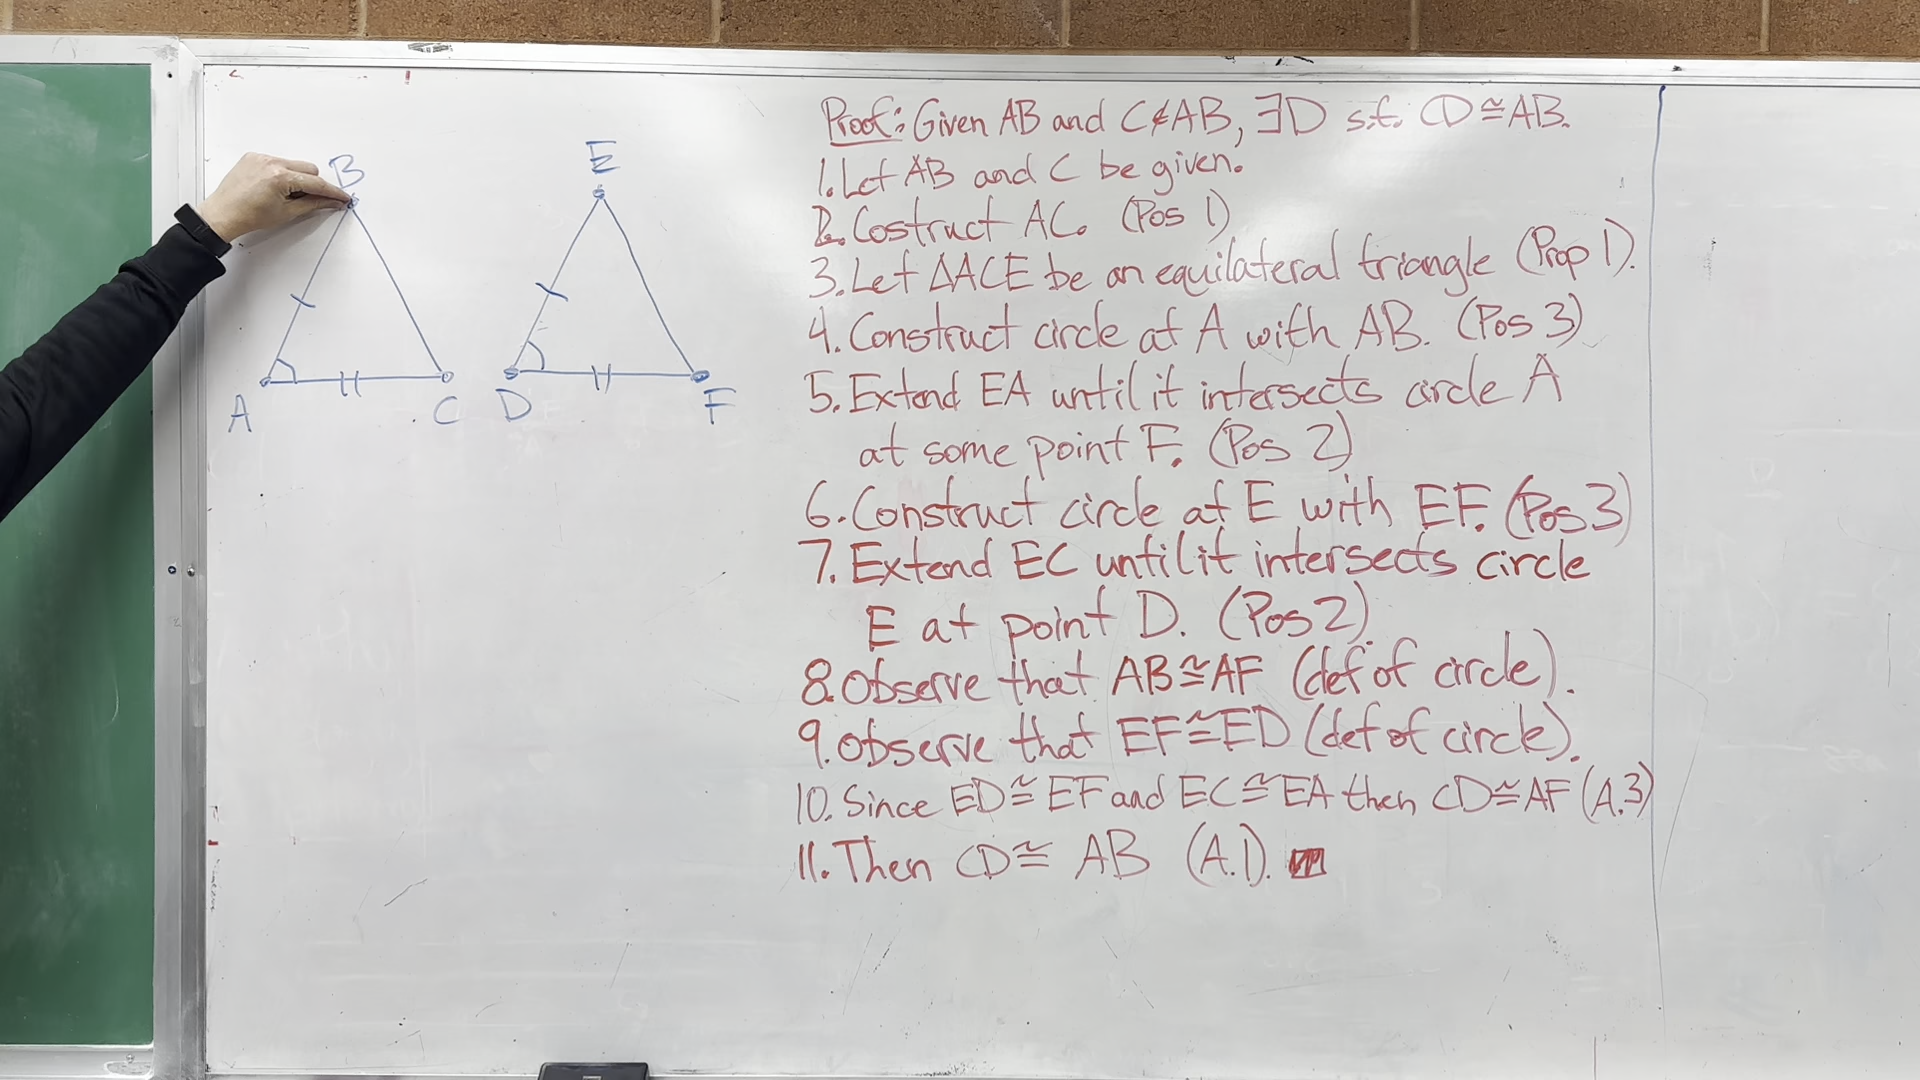 B
E
A
C
D
F
Proof: Given AB and C∉AB, ∃D s.t. CD≅AB.
1. Let AB and C be given.
2. Costruct AC. (Pos 1)
3. Let ΔACE be an equilateral triangle (Prop 1).
4. Construct circle at A with AB. (Pos 3)
5. Extend EA until it intersects circle A
at some point F. (Pos 2)
6. Construct circle at E with EF. (Pos 3)
7. Extend EC until it intersects circle
E at point D. (Pos 2).
8. Observe that AB≅AF (def of circle).
9. Observe that EF≅ED (def of circle).
10. Since ED≅EF and EC≅EA then CD≅AF (A.3)
11. Then CD≅ AB (A.1).